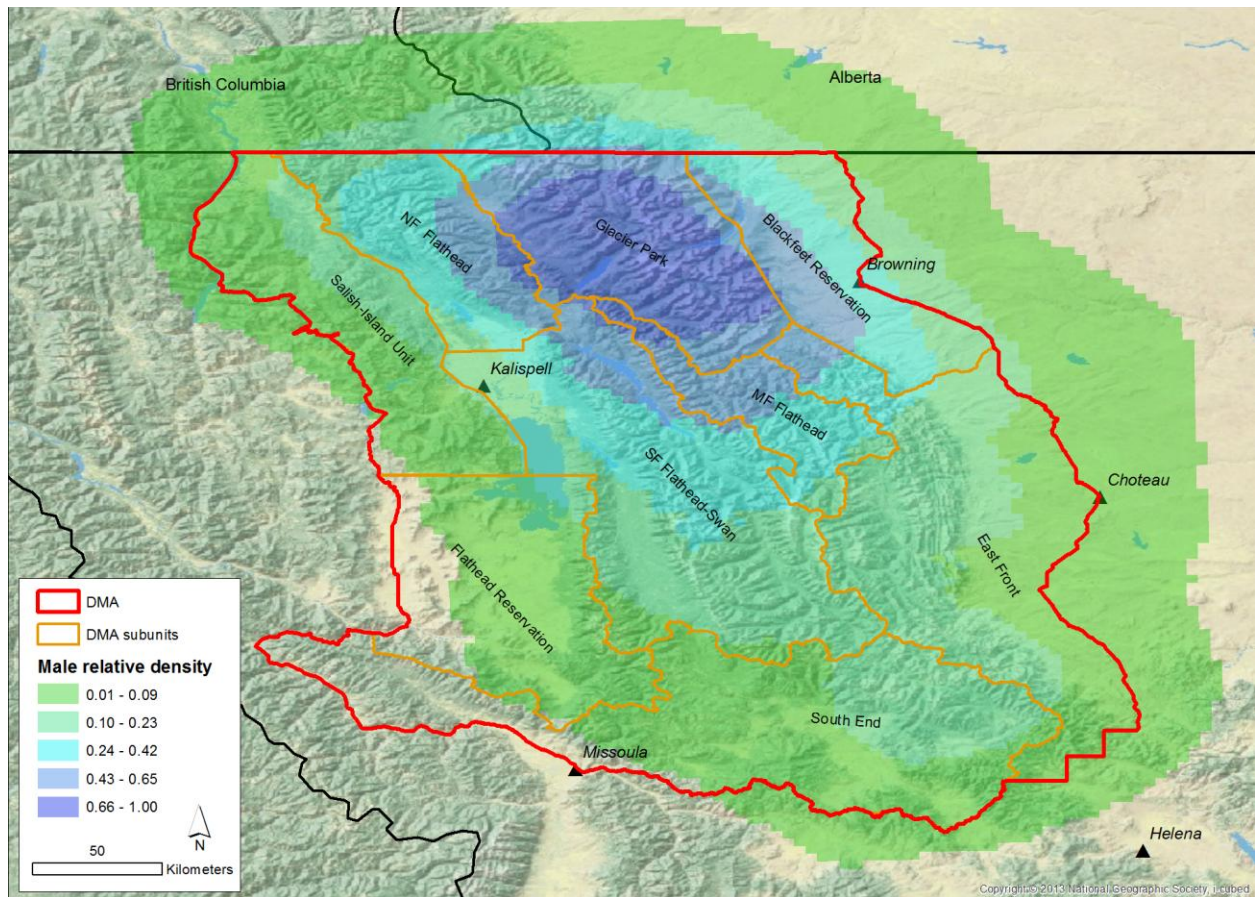 British Columbia
Alberta
Glacier Park
NF Flathead
Blackfeet Reservation
Browning
Salish-Island Unit
Kalispell
MF Flathead
SF Flathead-Swan
Choteau
East Front
Flathead Reservation
South End
Missoula
Helena
DMA
DMA subunits
Male relative density
0.01 - 0.09
0.10 - 0.23
0.24 - 0.42
0.43 - 0.65
0.66 - 1.00
N
50
Kilometers
Copyright:© 2013 National Geographic Society, i-cubed